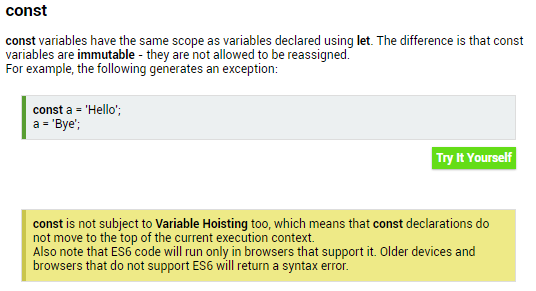 const
const variables have the same scope as variables declared using let. The difference is that const
variables are immutable - they are not allowed to be reassigned.
For example, the following generates an exception:
const a = 'Hello';
a = 'Bye';
Try It Yourself
const is not subject to Variable Hoisting too, which means that const declarations do
not move to the top of the current execution context.
Also note that ES6 code will run only in browsers that support it. Older devices and
browsers that do not support ES6 will return a syntax error.